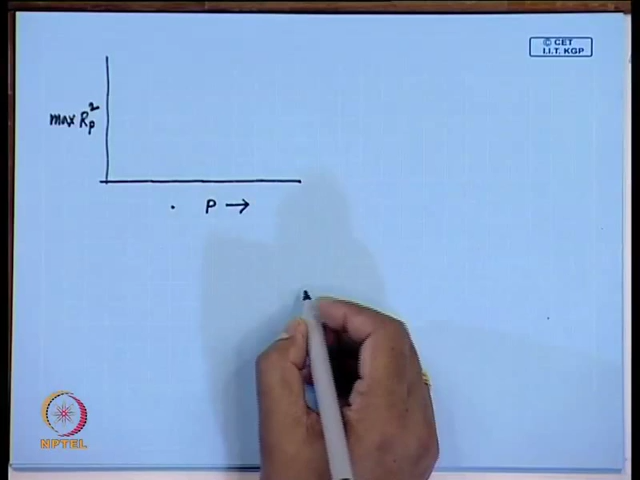 © CET
I.I.T. KGP
max R_p^2
P →
NPTEL